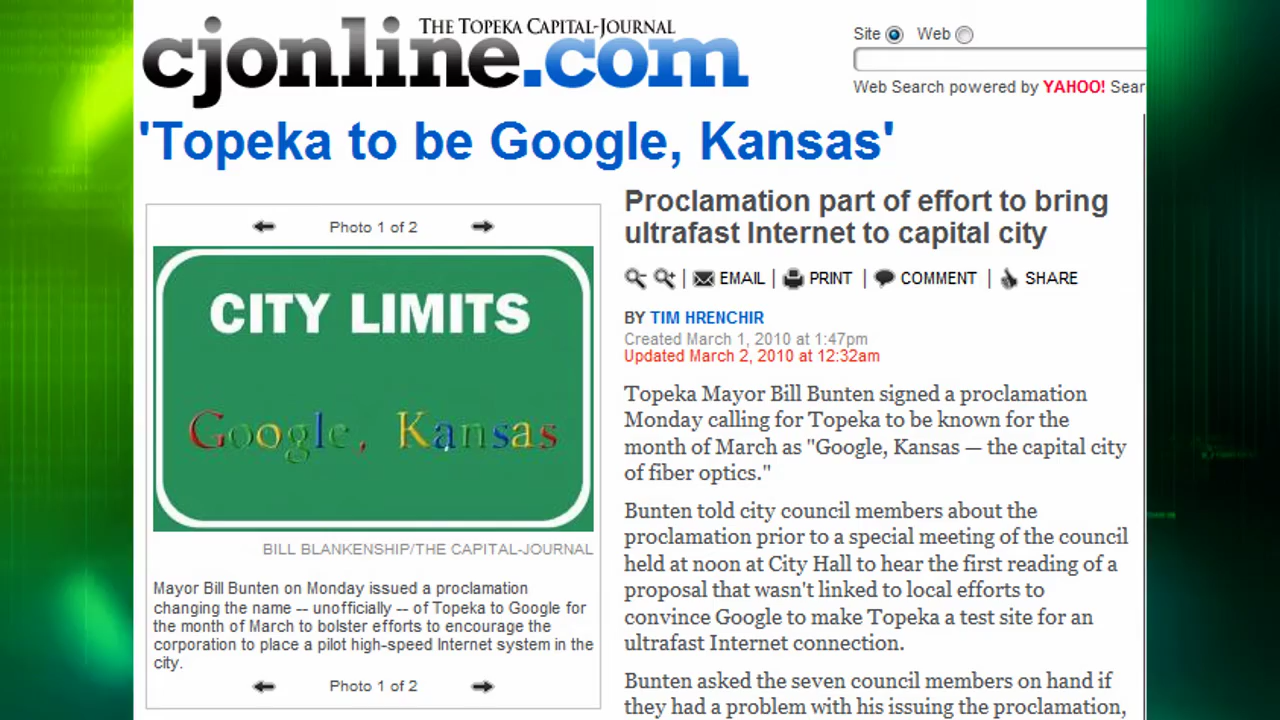 THE TOPEKA CAPITAL-JOURNAL
cjonline.com
Site Web
Web Search powered by YAHOO! Sear
'Topeka to be Google, Kansas'
Photo 1 of 2
CITY LIMITS
Google, Kansas
BILL BLANKENSHIP/THE CAPITAL-JOURNAL
Mayor Bill Bunten on Monday issued a proclamation
changing the name -- unofficially -- of Topeka to Google for
the month of March to bolster efforts to encourage the
corporation to place a pilot high-speed Internet system in the
city.
Photo 1 of 2
Proclamation part of effort to bring
ultrafast Internet to capital city
| EMAIL | PRINT | COMMENT | SHARE
BY TIM HRENCHIR
Created March 1, 2010 at 1:47pm
Updated March 2, 2010 at 12:32am
Topeka Mayor Bill Bunten signed a proclamation
Monday calling for Topeka to be known for the
month of March as "Google, Kansas — the capital city
of fiber optics."
Bunten told city council members about the
proclamation prior to a special meeting of the council
held at noon at City Hall to hear the first reading of a
proposal that wasn't linked to local efforts to
convince Google to make Topeka a test site for an
ultrafast Internet connection.
Bunten asked the seven council members on hand if
they had a problem with his issuing the proclamation,